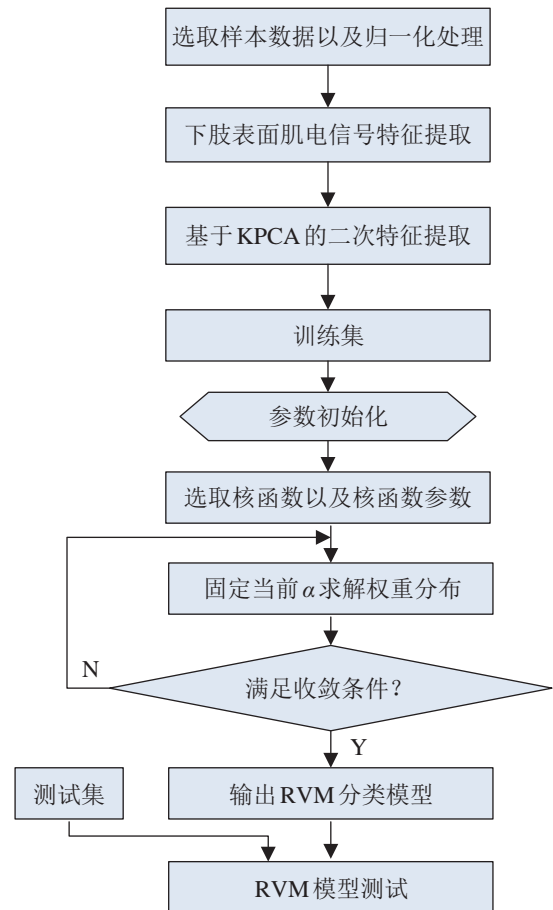 选取样本数据以及归一化处理
下肢表面肌电信号特征提取
基于KPCA的二次特征提取
训练集
参数初始化
选取核函数以及核函数参数
固定当前α求解权重分布
N
满足收敛条件？
Y
测试集
输出RVM分类模型
RVM模型测试